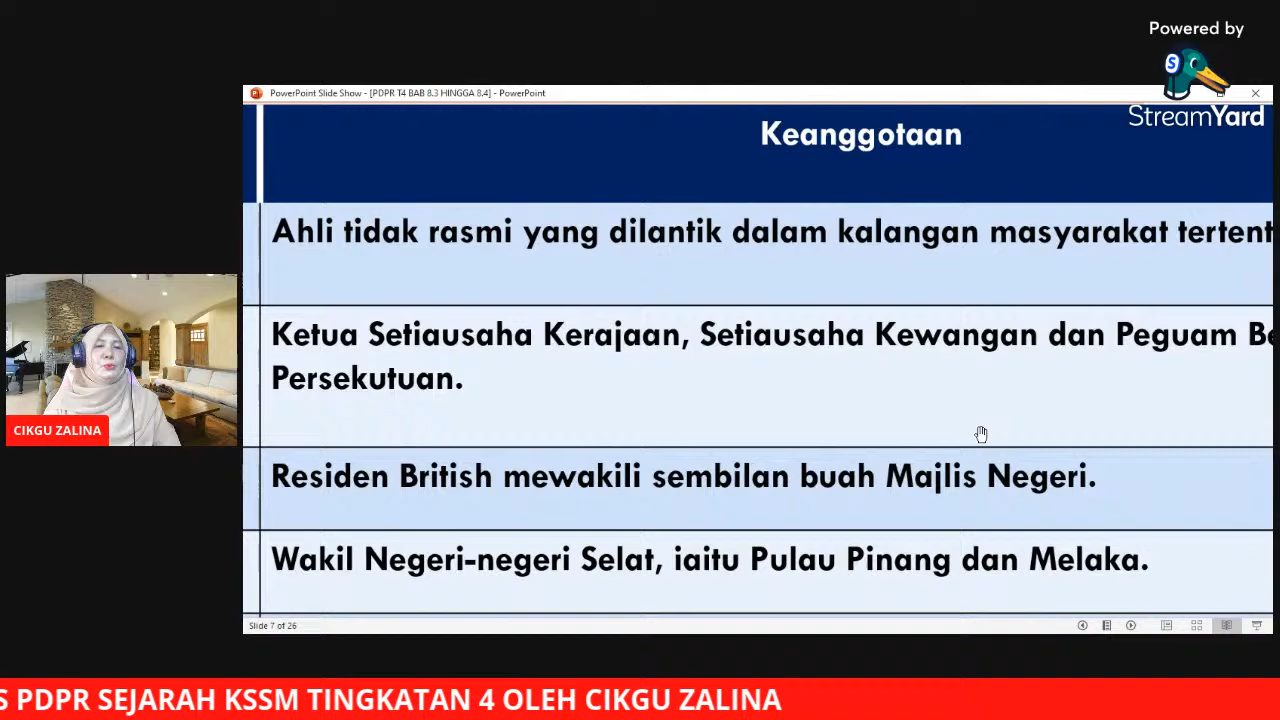 Powered by
StreamYard
PowerPoint Slide Show - [PDPR T4 BAB 8.3 HINGGA 8.4] - PowerPoint
Keanggotaan
Ahli tidak rasmi yang dilantik dalam kalangan masyarakat
Ketua Setiausaha Kerajaan, Setiausaha Kewangan dan Peguam
Persekutuan.
Residen British mewakili sembilan buah Majlis Negeri.
Wakil Negeri-negeri Selat, iaitu Pulau Pinang dan Melaka.
CIKGU ZALINA
Slide 7 of 26
PDPR SEJARAH KSSM TINGKATAN 4 OLEH CIKGU ZALINA